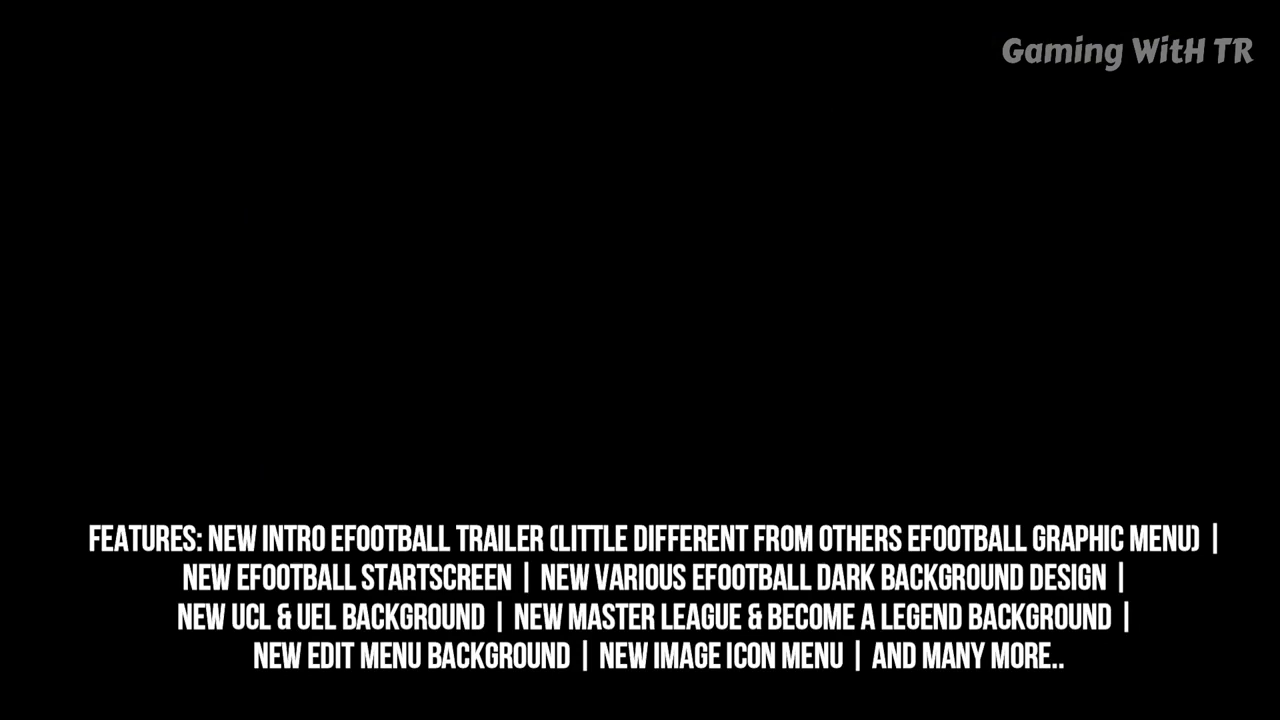 Gaming WitH TR
FEATURES: NEW INTRO EFOOTBALL TRAILER (LITTLE DIFFERENT FROM OTHERS EFOOTBALL GRAPHIC MENU) |
NEW EFOOTBALL STARTSCREEN | NEW VARIOUS EFOOTBALL DARK BACKGROUND DESIGN |
NEW UCL & UEL BACKGROUND | NEW MASTER LEAGUE & BECOME A LEGEND BACKGROUND |
NEW EDIT MENU BACKGROUND | NEW IMAGE ICON MENU | AND MANY MORE..